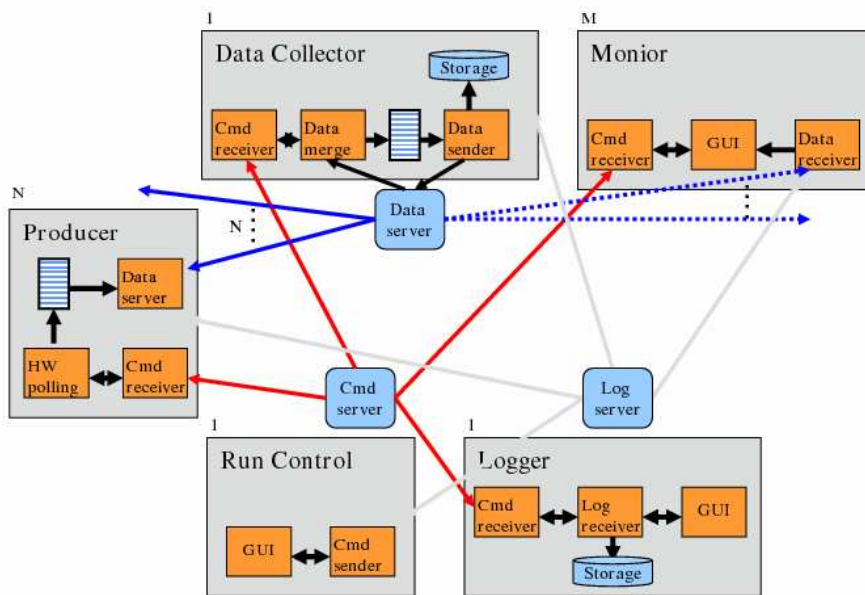 1
Data Collector
Storage
Cmd
receiver
Data
merge
Data
sender
M
Monior
Cmd
receiver
GUI
Data
receiver
N
Producer
Data
server
HW
polling
Cmd
receiver
N
Data
server
Cmd
server
Log
server
1
Run Control
GUI
Cmd
sender
1
Logger
Cmd
receiver
Log
receiver
GUI
Storage